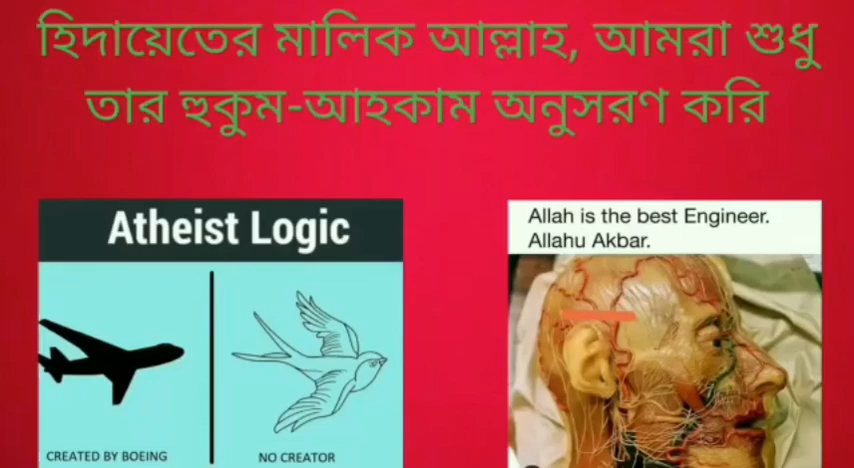 হিদায়েতের মালিক আল্লাহ, আমরা শুধু
তার হুকুম-আহকাম অনুসরণ করি
Atheist Logic
CREATED BY BOEING
NO CREATOR
Allah is the best Engineer.
Allahu Akbar.